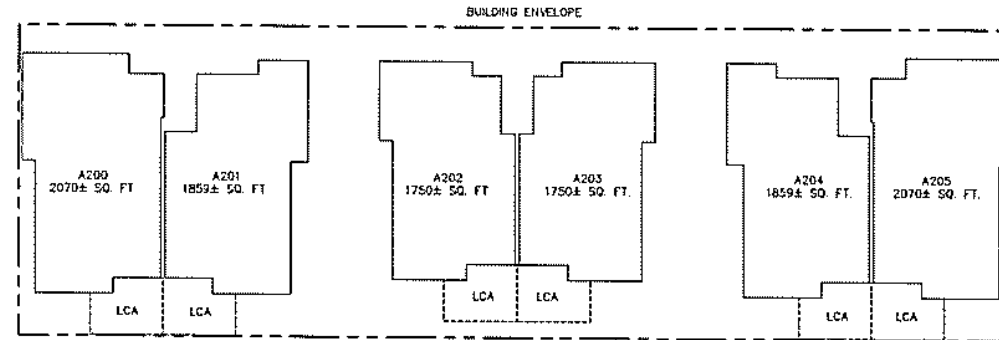 BUILDING ENVELOPE
A200
2070± SQ. FT
A201
1859± SQ. FT
A202
1750± SQ. FT
A203
1750± SQ. FT.
A204
1859± SQ. FT.
A205
2070± SQ. FT.
LCA
LCA
LCA
LCA
LCA
LCA